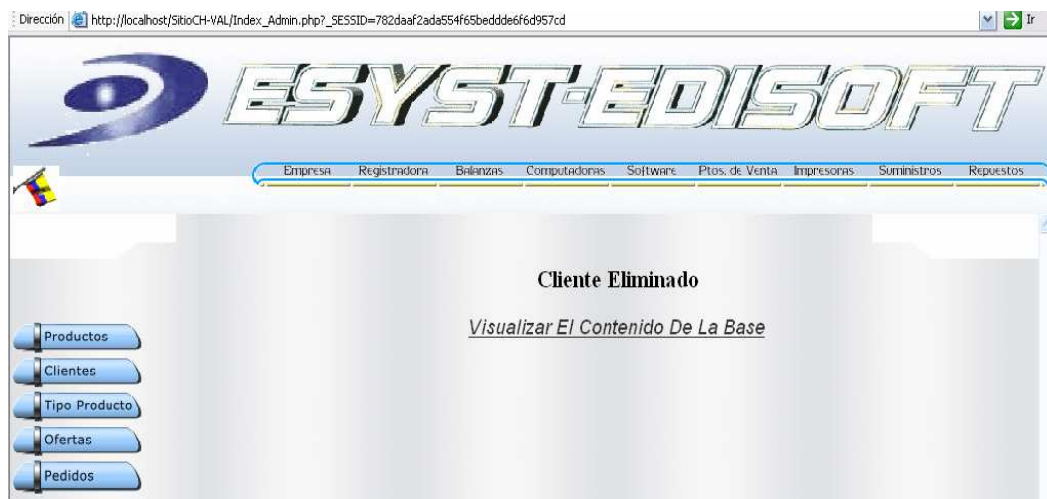 Dirección http://localhost/SitioCH-VAL/Index_Admin.php?_SESSID=782daaf2ada554f65beddde6f6d957cd Ir
ESYST-EDISOFT
Empresa Registradora Balanzas Computadoras Software Ptos. de Venta Impresoras Suministros Repuestos
Cliente Eliminado
Visualizar El Contenido De La Base
Productos
Clientes
Tipo Producto
Ofertas
Pedidos